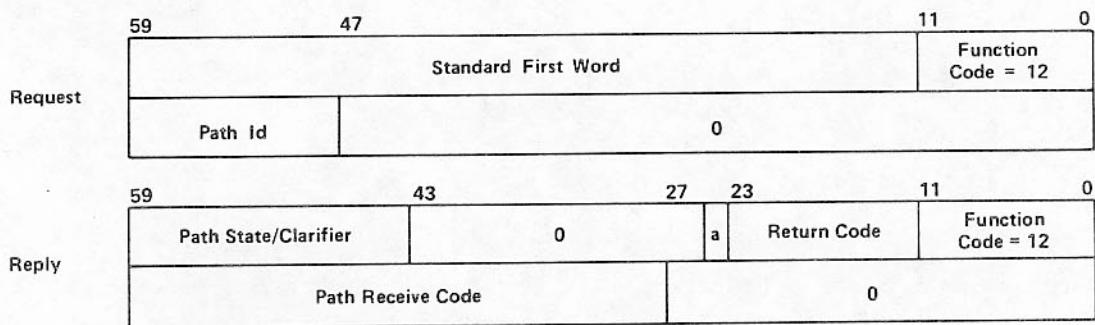 59 47 11 0
Request
Standard First Word
Function
Code = 12
Path Id
0
59 43 27 23 11 0
Reply
Path State/Clarifier
0
a
Return Code
Function
Code = 12
Path Receive Code
0